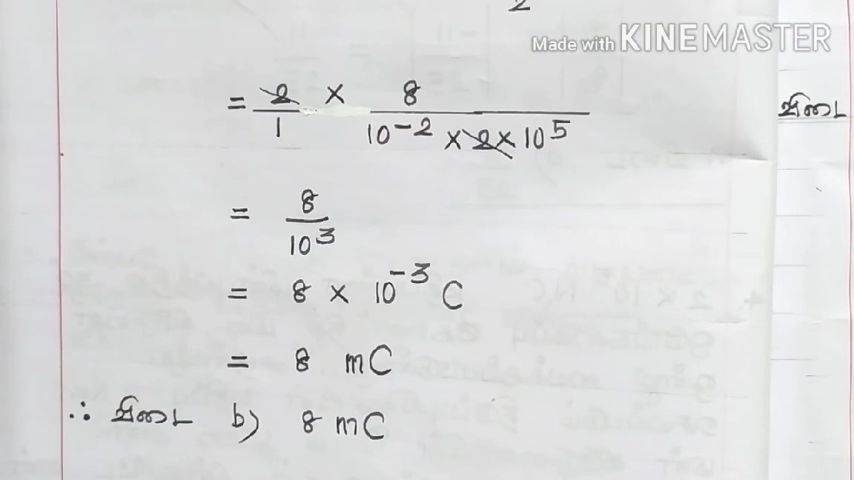 2
Made with KINEMASTER
= 2/1 × 8/(10⁻² × 2 × 10⁵)
விடை
= 8/10³
= 8 × 10⁻³ C
= 8 mC
∴ விடை b) 8 mC